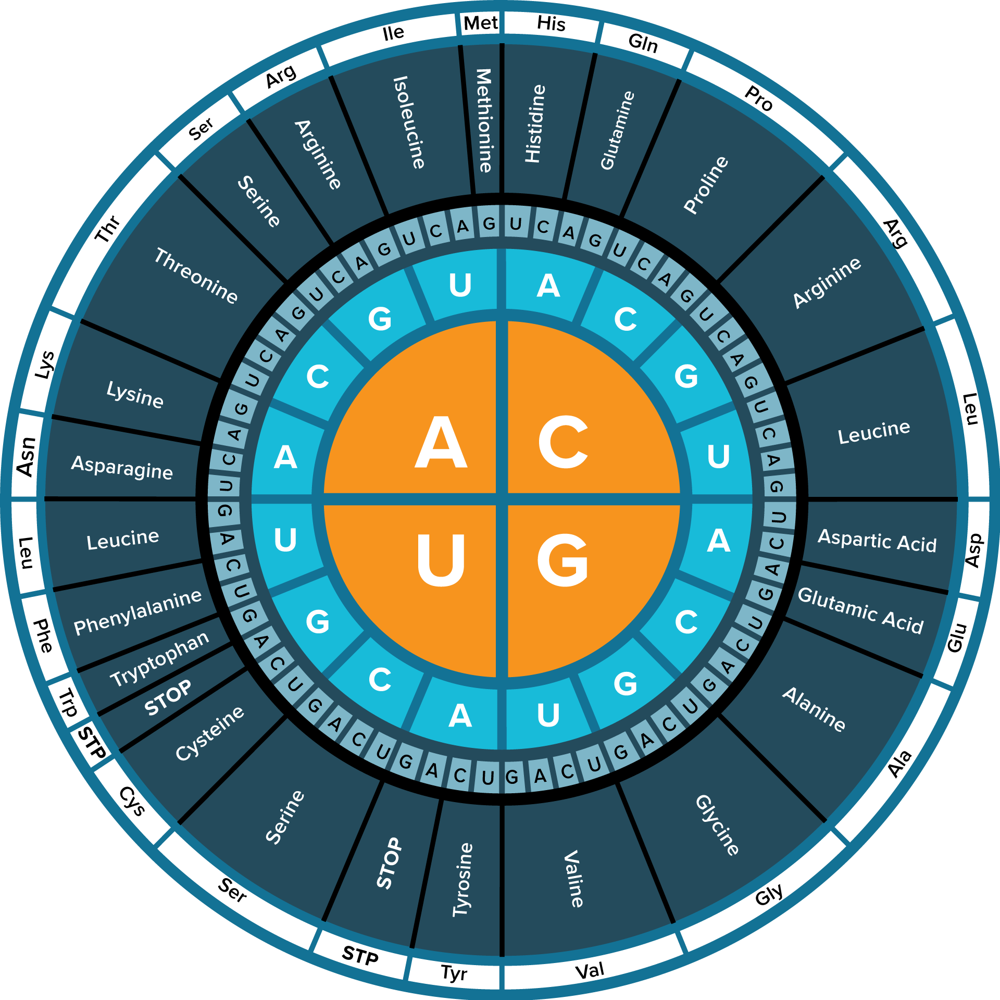 His
Gln
Pro
Arg
Leu
Asp
Glu
Ala
Gly
Val
Tyr
STP
Ser
Cys
STP
Trp
Phe
Leu
Asn
Lys
Thr
Ser
Arg
Ile
Met
Histidine
Glutamine
Proline
Arginine
Leucine
Aspartic Acid
Glutamic Acid
Alanine
Glycine
Valine
Tyrosine
STOP
Serine
Cysteine
STOP
Tryptophan
Phenylalanine
Leucine
Asparagine
Lysine
Threonine
Serine
Arginine
Isoleucine
Methionine
U C A G U C A G U C A G U C A G
U C A G U C A G U C A G U C A G
U C A G U C A G U C A G U C A G
U C A G U C A G U C A G U C A G
A C G U
A C G U
A C G U
A C G U
A C
U G